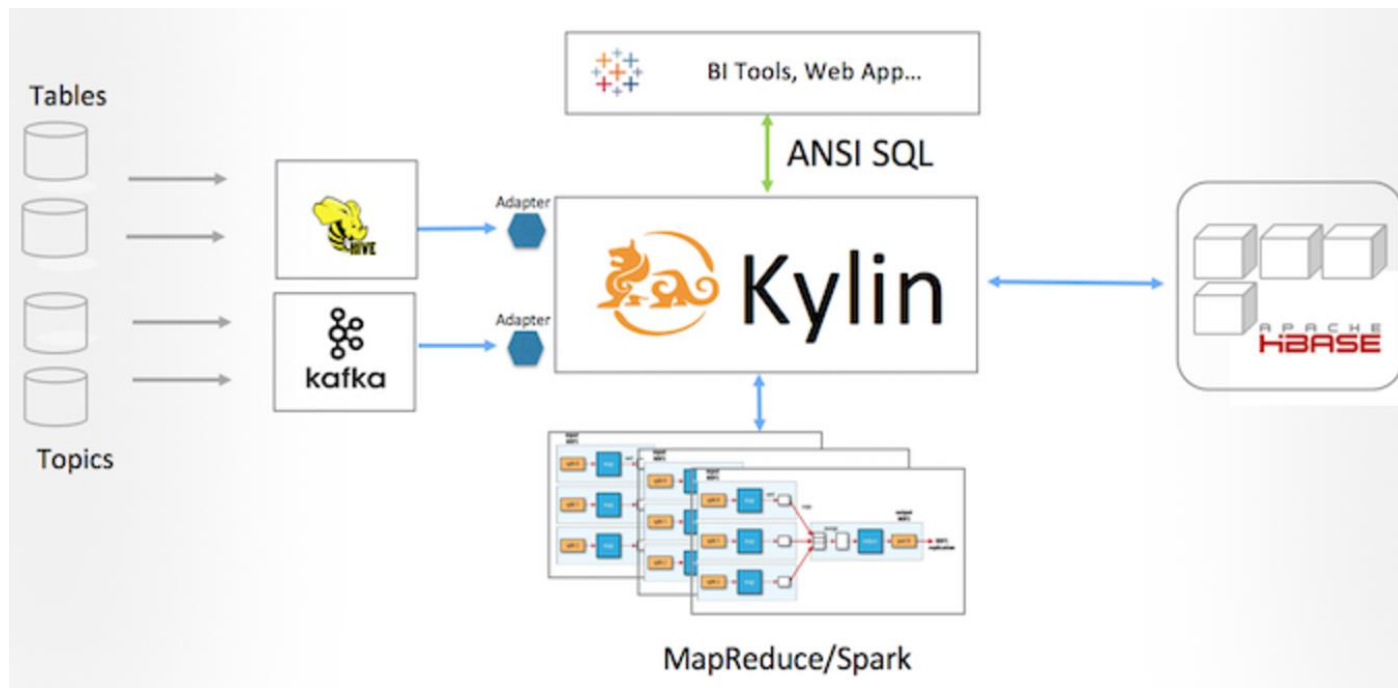 BI Tools, Web App...
Tables
ANSI SQL
Adapter
HIVE
Kylin
Adapter
kafka
APACHE
HBASE
Topics
MapReduce/Spark